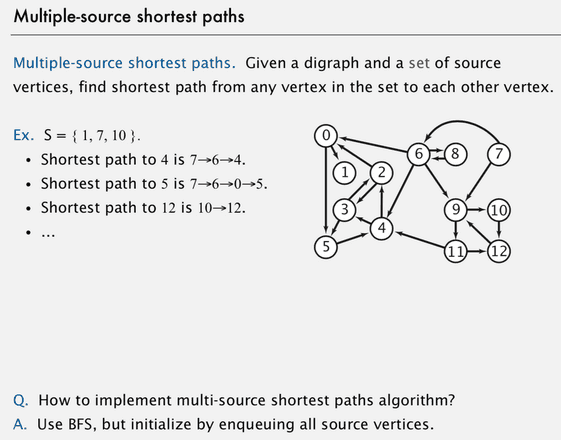 Multiple-source shortest paths
Multiple-source shortest paths. Given a digraph and a set of source
vertices, find shortest path from any vertex in the set to each other vertex.
Ex. S = { 1, 7, 10 }.
• Shortest path to 4 is 7→6→4.
• Shortest path to 5 is 7→6→0→5.
• Shortest path to 12 is 10→12.
• ...
0
6
8
7
1
2
3
9
10
4
5
11
12
Q. How to implement multi-source shortest paths algorithm?
A. Use BFS, but initialize by enqueuing all source vertices.